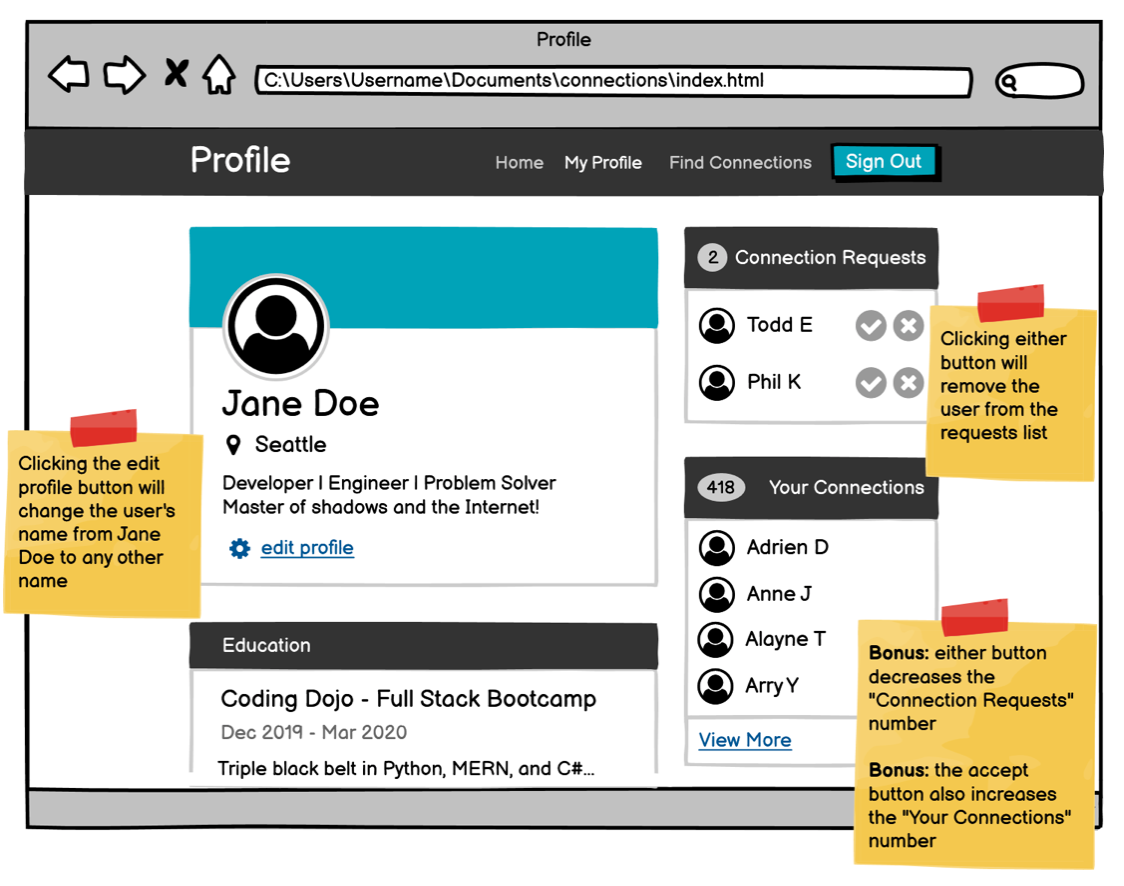 Profile
C:\Users\Username\Documents\connections\index.html
Profile
Home
My Profile
Find Connections
Sign Out
Jane Doe
Seattle
Developer | Engineer | Problem Solver
Master of shadows and the Internet!
edit profile
Clicking the edit
profile button will
change the user's
name from Jane
Doe to any other
name
Education
Coding Dojo - Full Stack Bootcamp
Dec 2019 - Mar 2020
Triple black belt in Python, MERN, and C#...
2 Connection Requests
Todd E
Phil K
Clicking either
button will
remove the
user from the
requests list
418 Your Connections
Adrien D
Anne J
Alayne T
Arry Y
View More
Bonus: either button
decreases the
"Connection Requests"
number
Bonus: the accept
button also increases
the "Your Connections"
number